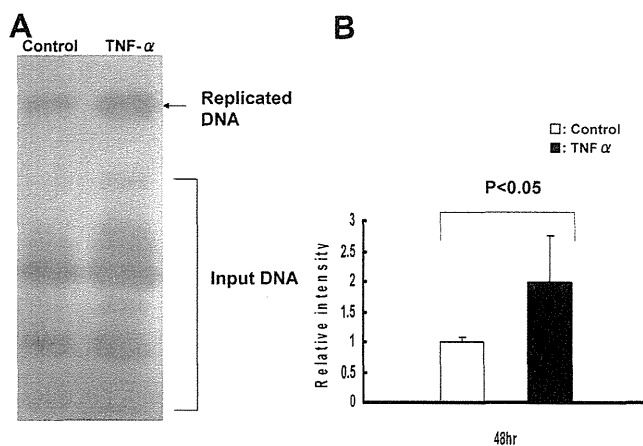 A
Control TNF-α
Replicated
DNA
Input DNA
B
□: Control
■: TNF α
P<0.05
Relative intensity
3
2.5
2
1.5
1
0.5
0
48hr